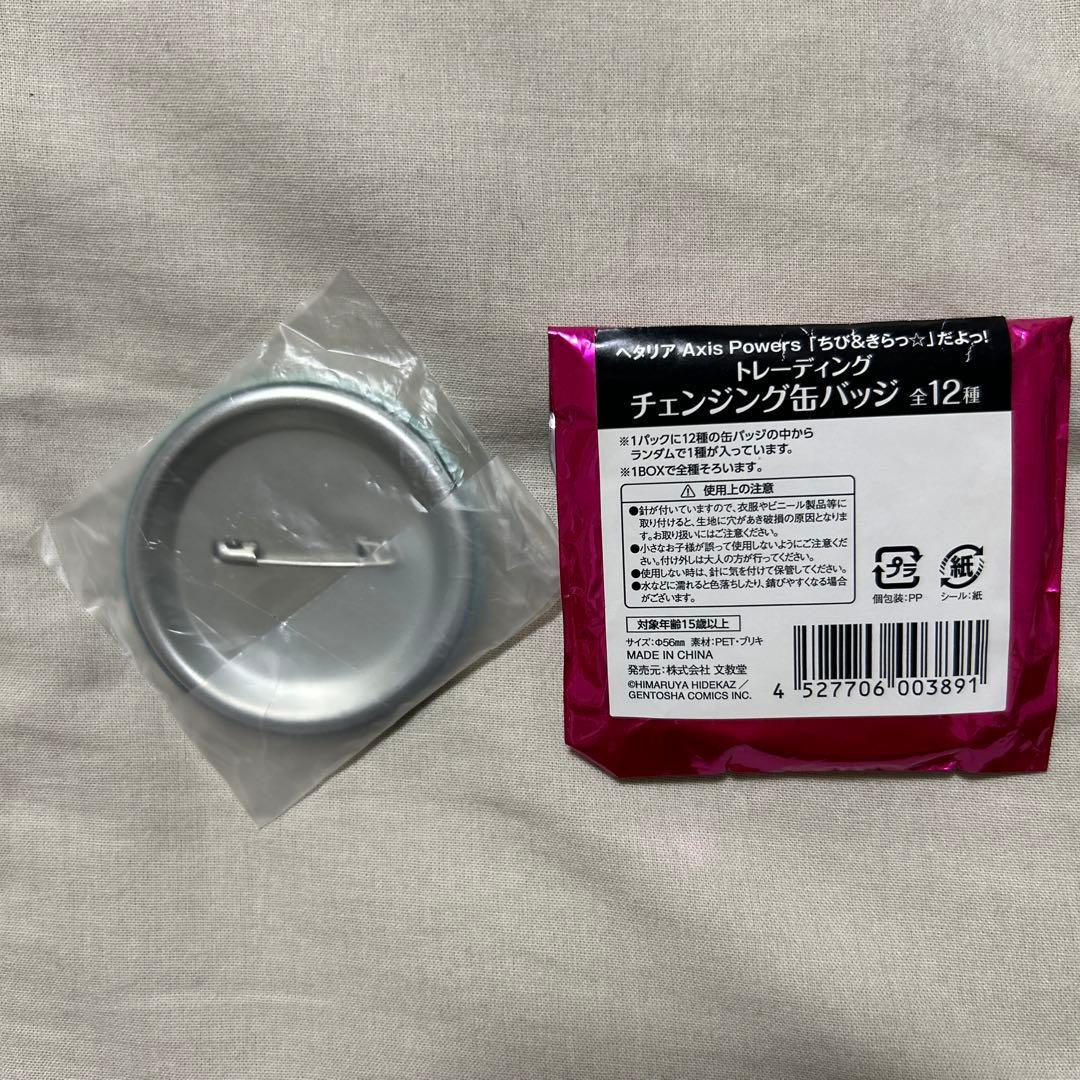 ヘタリア Axis Powers「ちび&きらっ☆」だよっ!
トレーディング
チェンジング缶バッジ 全12種
※1パックに12種の缶バッジの中から
ランダムで1種が入っています。
※1BOXで全種そろいます。
使用上の注意
●針が付いていますので、衣服やビニール製品等に
取り付けると、生地に穴があき破損の原因となりま
す。お取り扱いにはご注意ください。
●小さなお子様が誤って使用しないようにご注意くだ
さい。付け外しは大人の方が行ってください。
●使用しない時は、針に気を付けて保管してください。
●水などに濡れると色落ちしたり、錆びやすくなる場合
がございます。
プラ
個包装:PP
紙
シール:紙
対象年齢15歳以上
サイズ:Φ56mm 素材:PET・ブリキ
MADE IN CHINA
発売元:株式会社 文教堂
©HIMARUYA HIDEKAZ/
GENTOSHA COMICS INC.
4 527706 003891